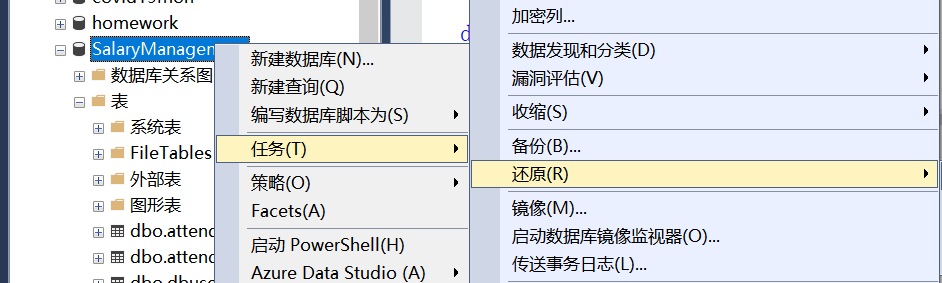 homework
SalaryManage
数据库关系图
表
系统表
FileTables
外部表
图形表
dbo.attend
dbo.attend
新建数据库(N)...
新建查询(Q)
编写数据库脚本为(S)
任务(T)
策略(O)
Facets(A)
启动 PowerShell(H)
Azure Data Studio (A)
加密列...
数据发现和分类(D)
漏洞评估(V)
收缩(S)
备份(B)...
还原(R)
镜像(M)...
启动数据库镜像监视器(O)...
传送事务日志(L)...